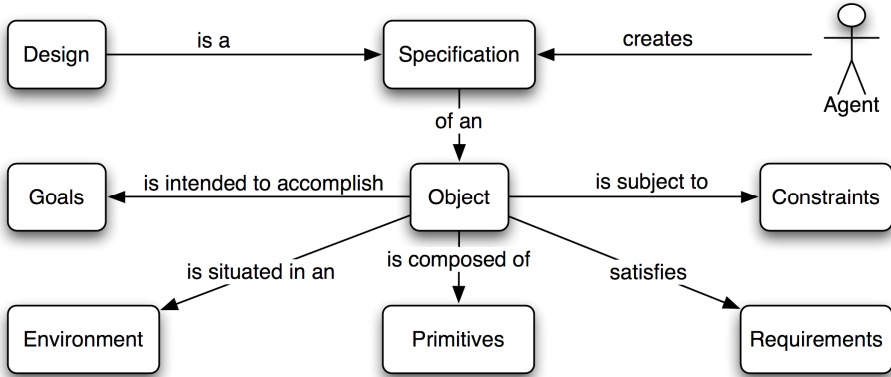 Design
is a
Specification
creates
Agent
of an
Goals
is intended to accomplish
Object
is subject to
Constraints
is situated in an
is composed of
satisfies
Environment
Primitives
Requirements